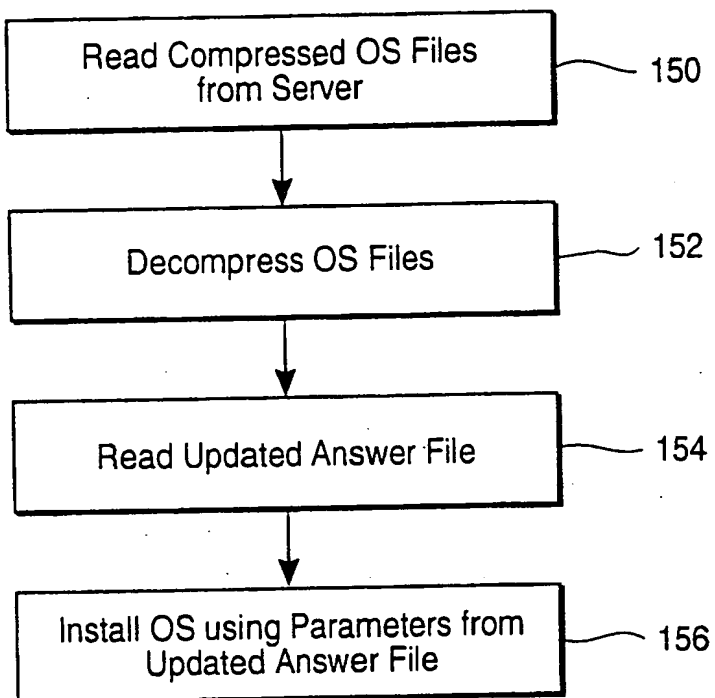 Read Compressed OS Files
from Server
150
Decompress OS Files
152
Read Updated Answer File
154
Install OS using Parameters from
Updated Answer File
156